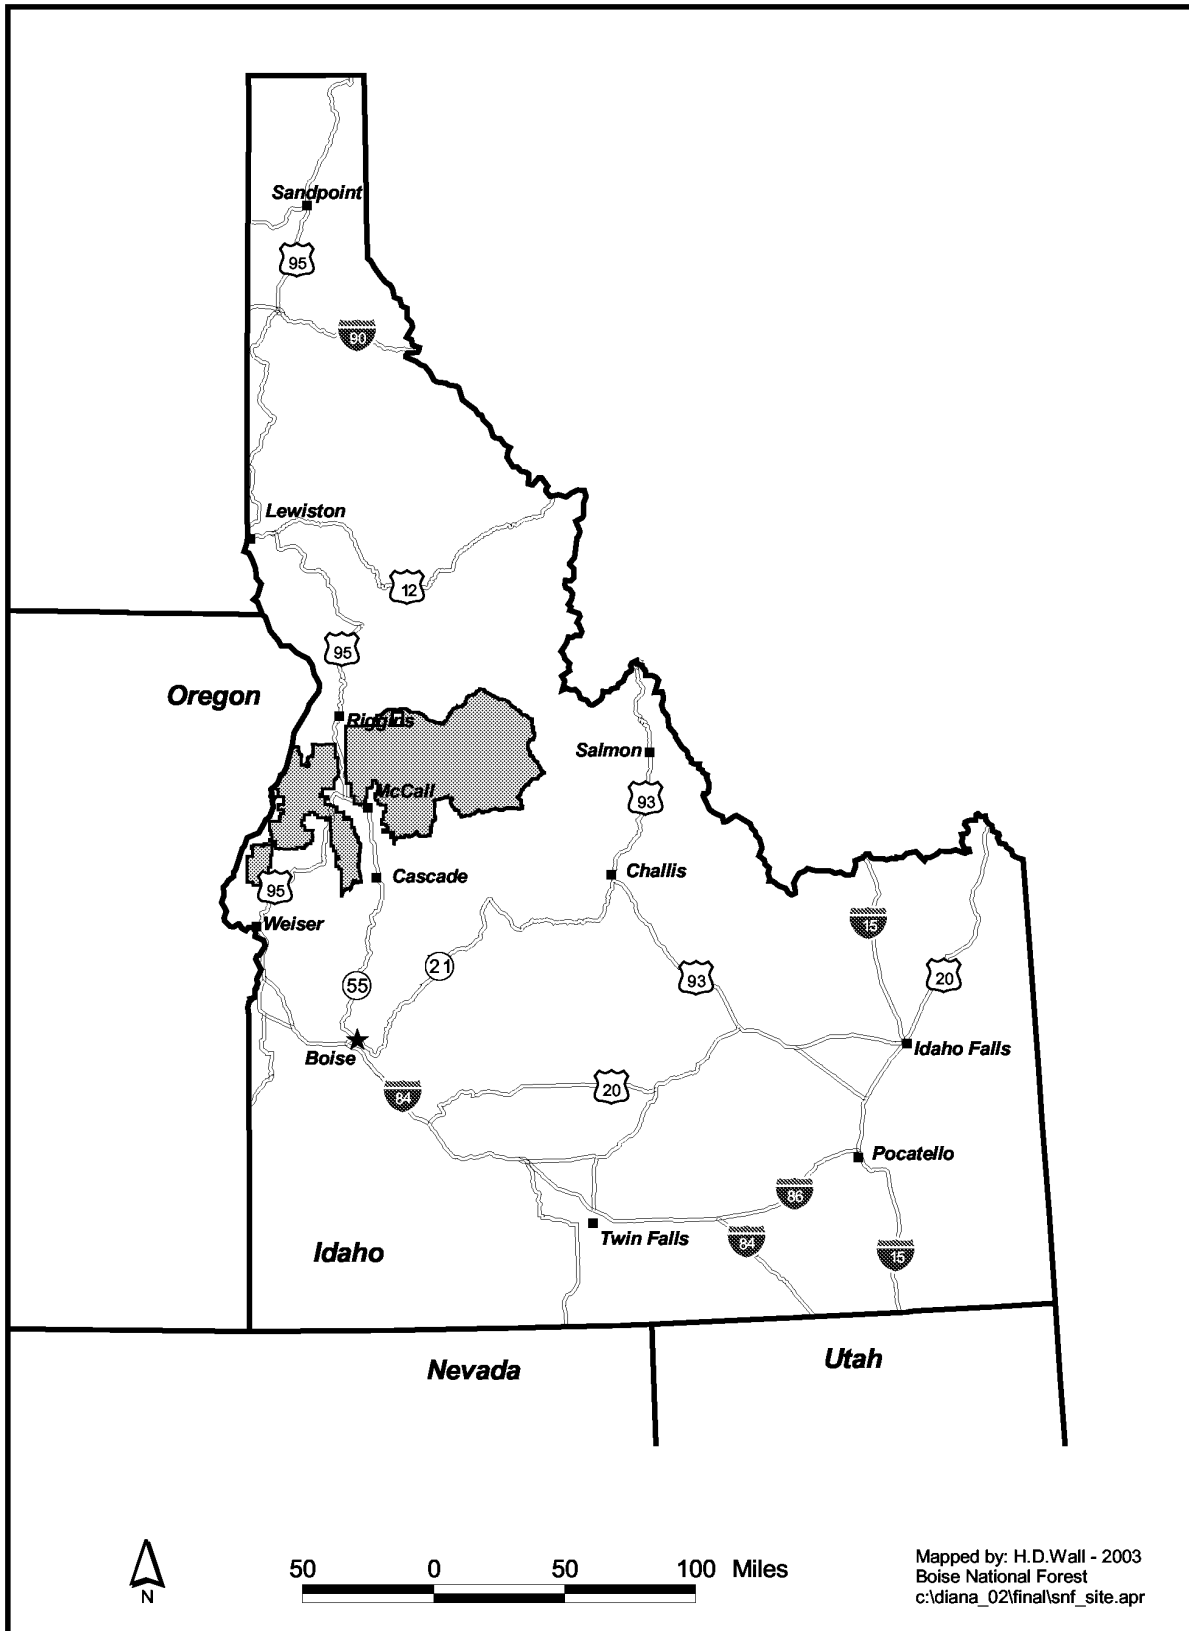 Sandpoint
95
90
Lewiston
12
95
Oregon
Riggins
Salmon
McCall
93
Challis
Cascade
95
Weiser
15
21
93
20
55
Boise
Idaho Falls
84
20
Pocatello
86
Twin Falls
84
15
Idaho
Nevada
Utah
N
50 0 50 100 Miles
Mapped by: H.D.Wall - 2003
Boise National Forest
c:\diana_02\final\snf_site.apr